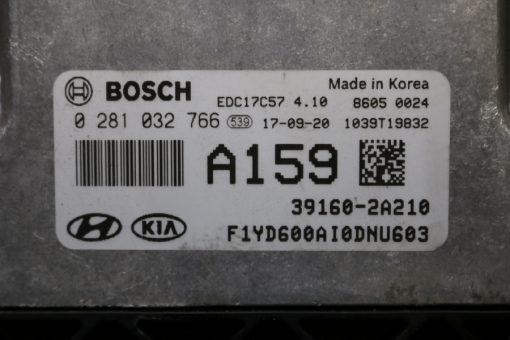 BOSCH EDC17C57 4.10 Made in Korea
8605 0024
0 281 032 766 539 17-09-20 1039T19832
A159
39160-2A210
KIA F1YD600AI0DNU603